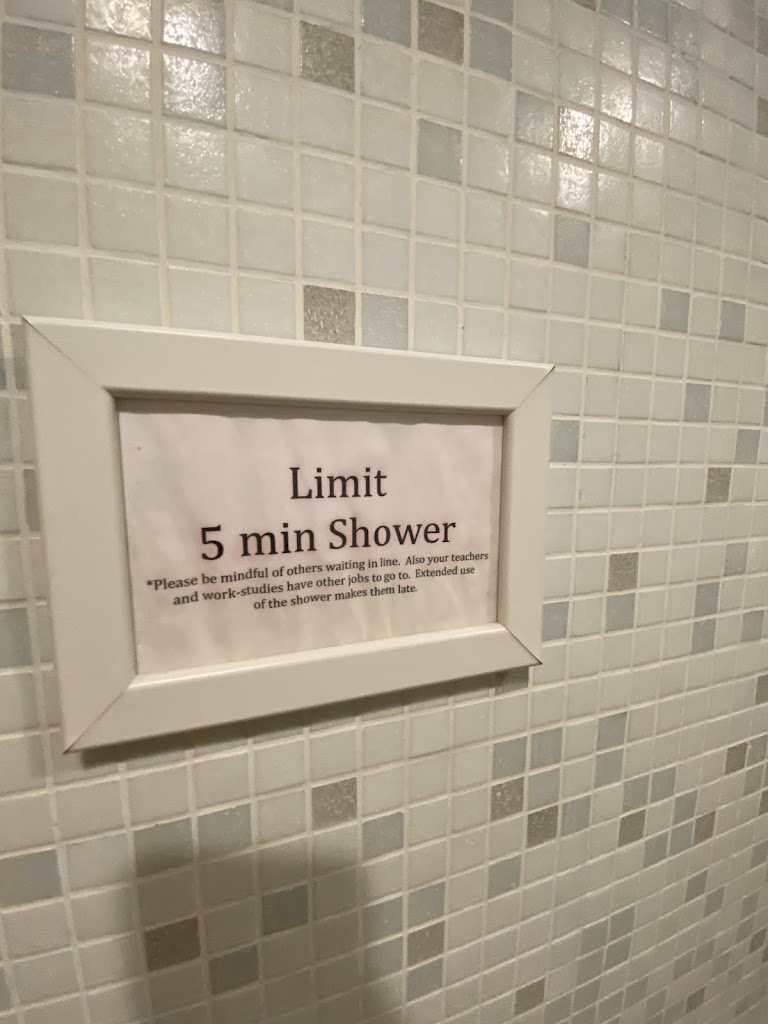 Limit
5 min Shower
*Please be mindful of others waiting in line. Also your teachers
and work-studies have other jobs to go to. Extended use
of the shower makes them late.